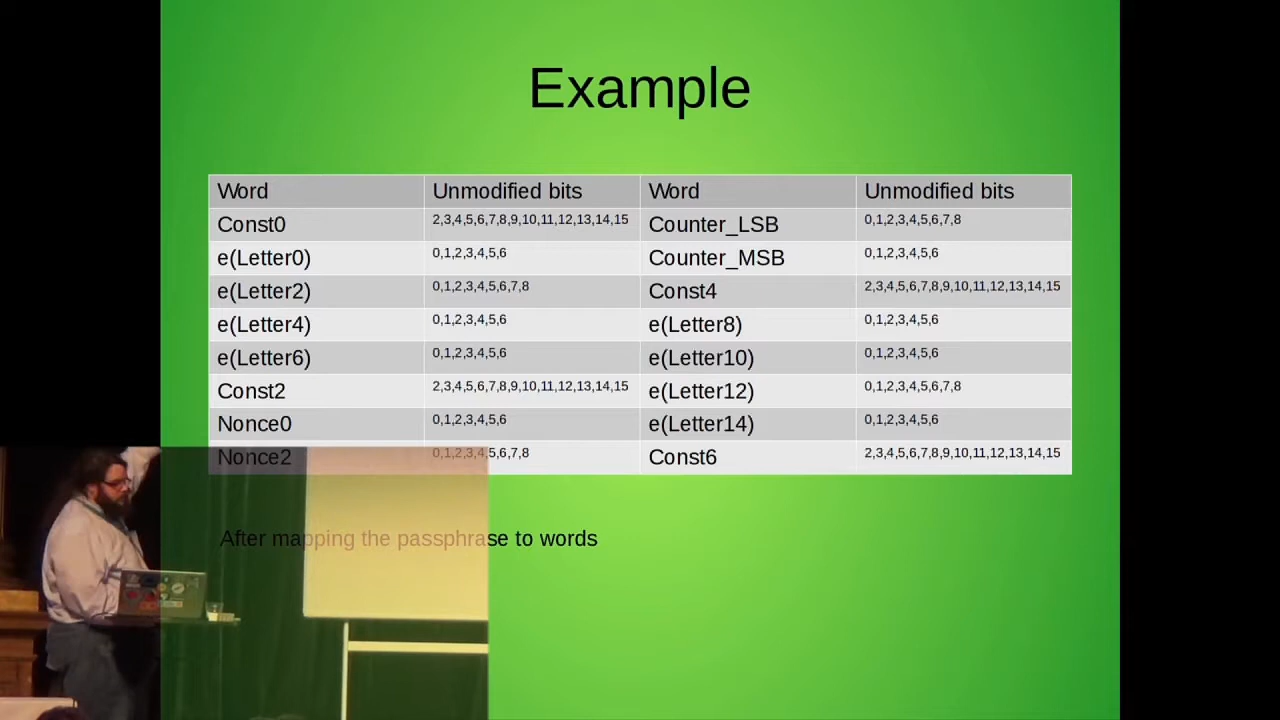 Example
Word Unmodified bits Word Unmodified bits
Const0 2,3,4,5,6,7,8,9,10,11,12,13,14,15 Counter_LSB 0,1,2,3,4,5,6,7,8
e(Letter0) 0,1,2,3,4,5,6 Counter_MSB 0,1,2,3,4,5,6
e(Letter2) 0,1,2,3,4,5,6,7,8 Const4 2,3,4,5,6,7,8,9,10,11,12,13,14,15
e(Letter4) 0,1,2,3,4,5,6 e(Letter8) 0,1,2,3,4,5,6
e(Letter6) 0,1,2,3,4,5,6 e(Letter10) 0,1,2,3,4,5,6
Const2 2,3,4,5,6,7,8,9,10,11,12,13,14,15 e(Letter12) 0,1,2,3,4,5,6,7,8
Nonce0 0,1,2,3,4,5,6 e(Letter14) 0,1,2,3,4,5,6
Nonce2 0,1,2,3,4,5,6,7,8 Const6 2,3,4,5,6,7,8,9,10,11,12,13,14,15
After mapping the passphrase to words